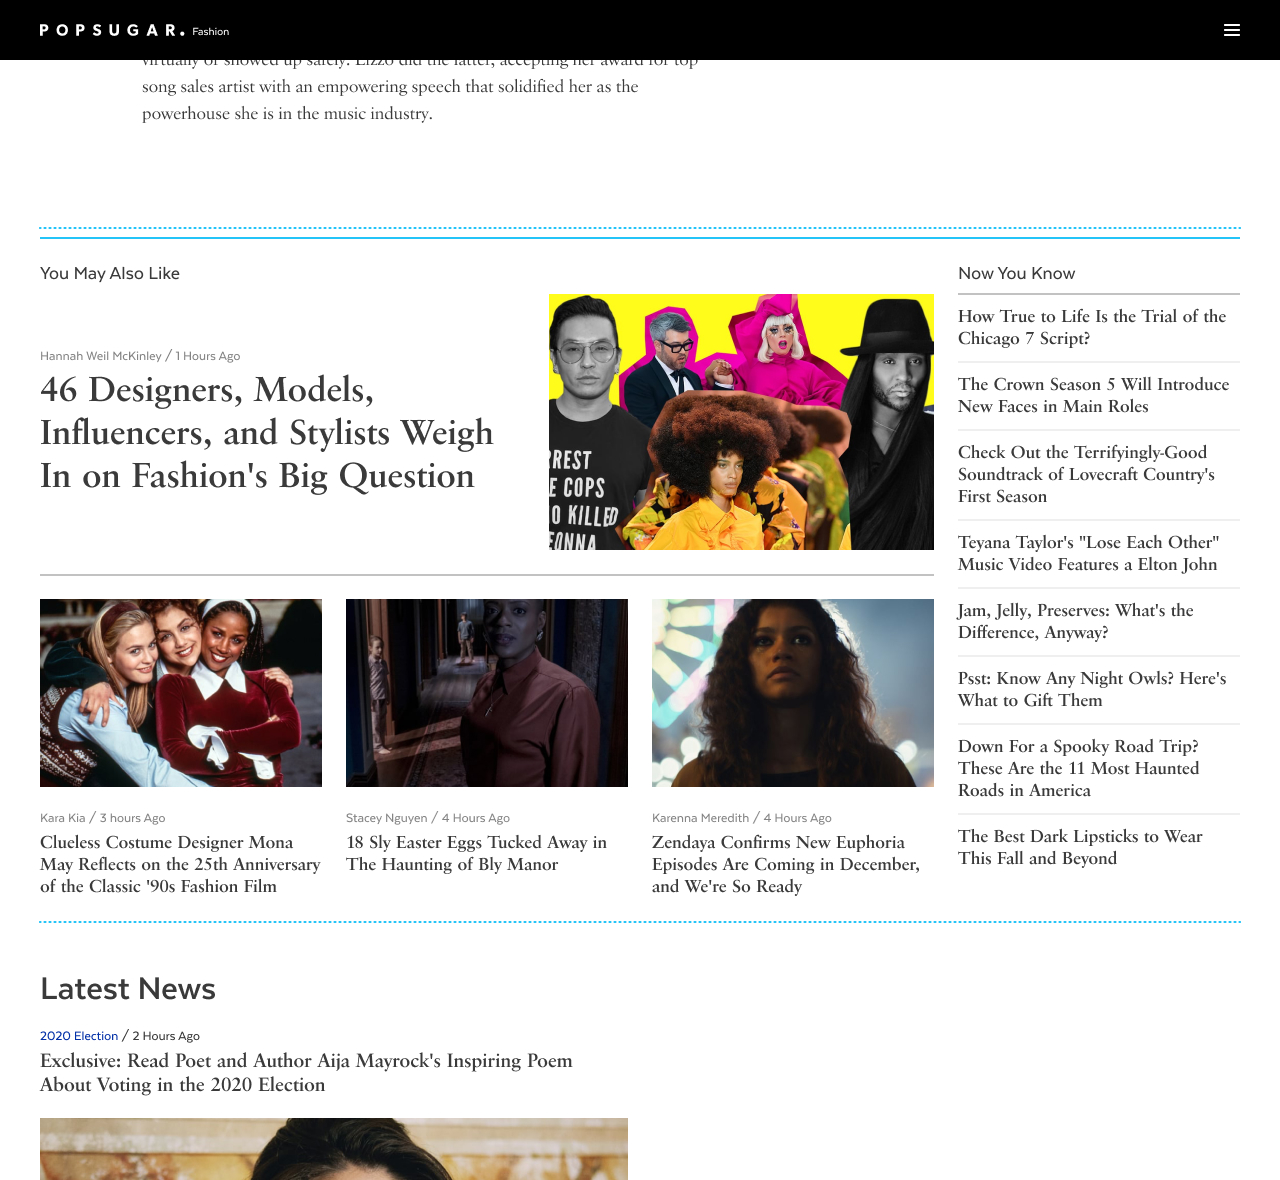 POPSUGAR. Fashion
virtually or showed up safely. Lizzo did the latter, accepting her award for top
song sales artist with an empowering speech that solidified her as the
powerhouse she is in the music industry.
You May Also Like
Hannah Weil McKinley / 1 Hours Ago
46 Designers, Models,
Influencers, and Stylists Weigh
In on Fashion's Big Question
RREST
E COPS
O KILLED
EONNA
Kara Kia / 3 hours Ago
Clueless Costume Designer Mona
May Reflects on the 25th Anniversary
of the Classic '90s Fashion Film
Stacey Nguyen / 4 Hours Ago
18 Sly Easter Eggs Tucked Away in
The Haunting of Bly Manor
Karenna Meredith / 4 Hours Ago
Zendaya Confirms New Euphoria
Episodes Are Coming in December,
and We're So Ready
Now You Know
How True to Life Is the Trial of the
Chicago 7 Script?
The Crown Season 5 Will Introduce
New Faces in Main Roles
Check Out the Terrifyingly-Good
Soundtrack of Lovecraft Country's
First Season
Teyana Taylor's "Lose Each Other"
Music Video Features a Elton John
Jam, Jelly, Preserves: What's the
Difference, Anyway?
Psst: Know Any Night Owls? Here's
What to Gift Them
Down For a Spooky Road Trip?
These Are the 11 Most Haunted
Roads in America
The Best Dark Lipsticks to Wear
This Fall and Beyond
Latest News
2020 Election / 2 Hours Ago
Exclusive: Read Poet and Author Aija Mayrock's Inspiring Poem
About Voting in the 2020 Election